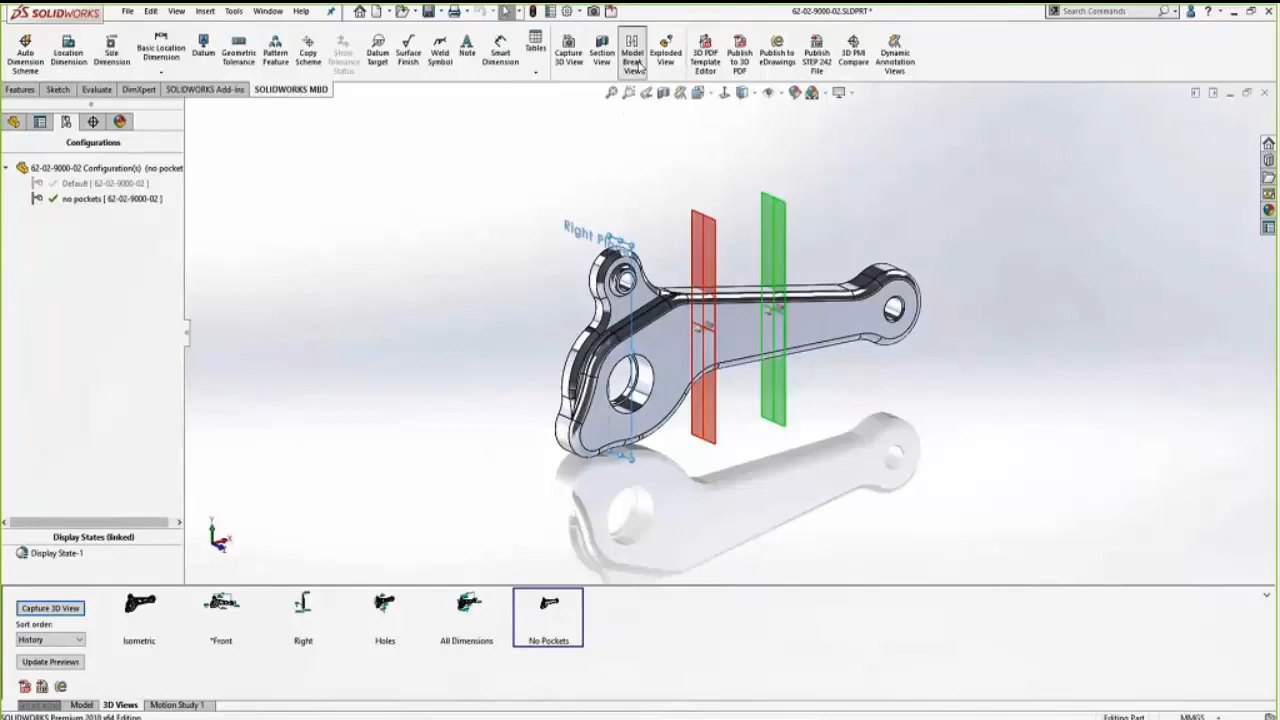 SOLIDWORKS File Edit View Insert Tools Window Help 62-02-9000-02.SLDPRT * Search Commands ?
Auto Dimension Scheme
Location Dimension
Size Dimension
Basic Location Dimension
Datum
Geometric Tolerance
Pattern Feature
Copy Scheme
Show Tolerance Status
Datum Target
Surface Finish
Weld Symbol
Note
Smart Dimension
Tables
Capture 3D View
Section View
Model Break Views
Exploded View
3D PDF Template Editor
Publish to 3D PDF
Publish to eDrawings
Publish STEP 242 File
3D PMI Compare
Dynamic Annotation Views
Features Sketch Evaluate DimXpert SOLIDWORKS Add-Ins SOLIDWORKS MBD
Configurations
62-02-9000-02 Configuration(s) (no pocket
Default [ 62-02-9000-02 ]
no pockets [ 62-02-9000-02 ]
Right
Y
X
Z
Display States (linked)
Display State-1
Capture 3D View
Sort order:
History
Update Previews
Isometric *Front Right Holes All Dimensions No Pockets
Model 3D Views Motion Study 1
SOLIDWORKS Premium 2018 x64 Edition Editing Part MMGS